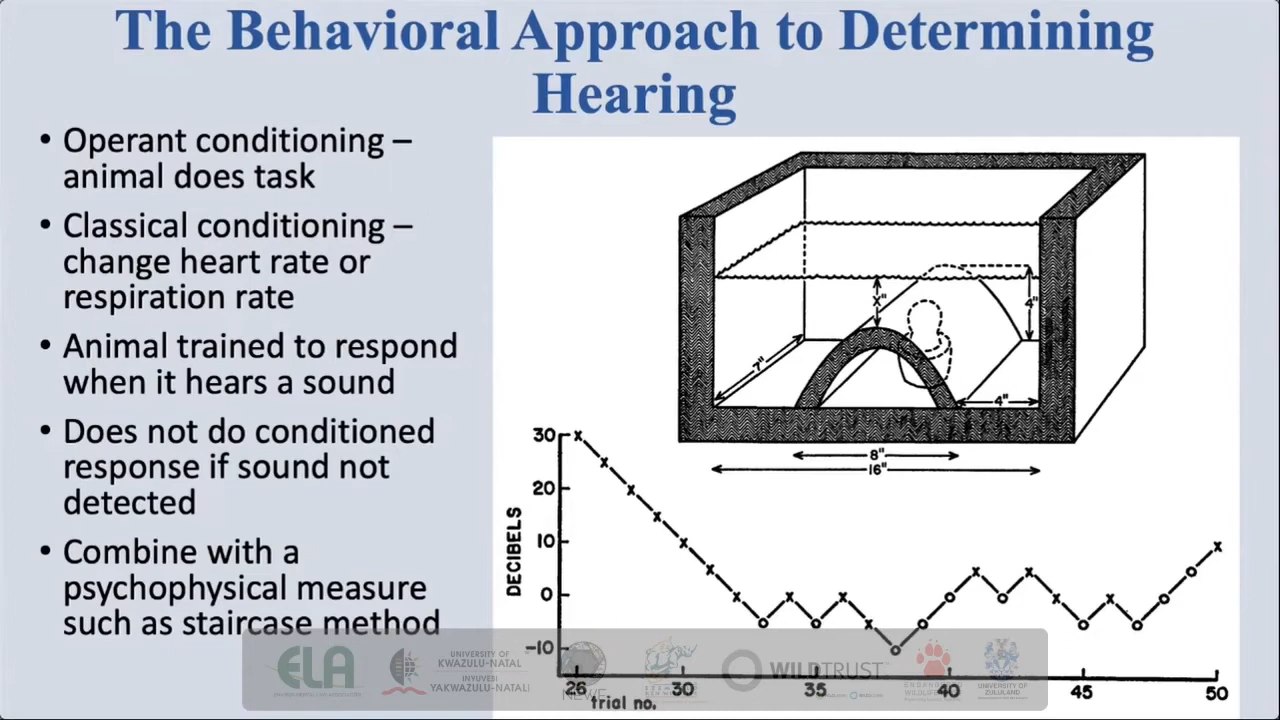 The Behavioral Approach to Determining
Hearing
• Operant conditioning –
animal does task
• Classical conditioning –
change heart rate or
respiration rate
• Animal trained to respond
when it hears a sound
• Does not do conditioned
response if sound not
detected
• Combine with a
psychophysical measure
such as staircase method
X"
4"
7"
4"
8"
16"
30
20
10
0
-10
DECIBELS
26
30
35
40
45
50
trial no.
ELA
UNIVERSITY OF
KWAZULU-NATAL
INYUVESI
YAKWAZULU-NATALI
WILDTRUST
UNIVERSITY OF
ZULULAND